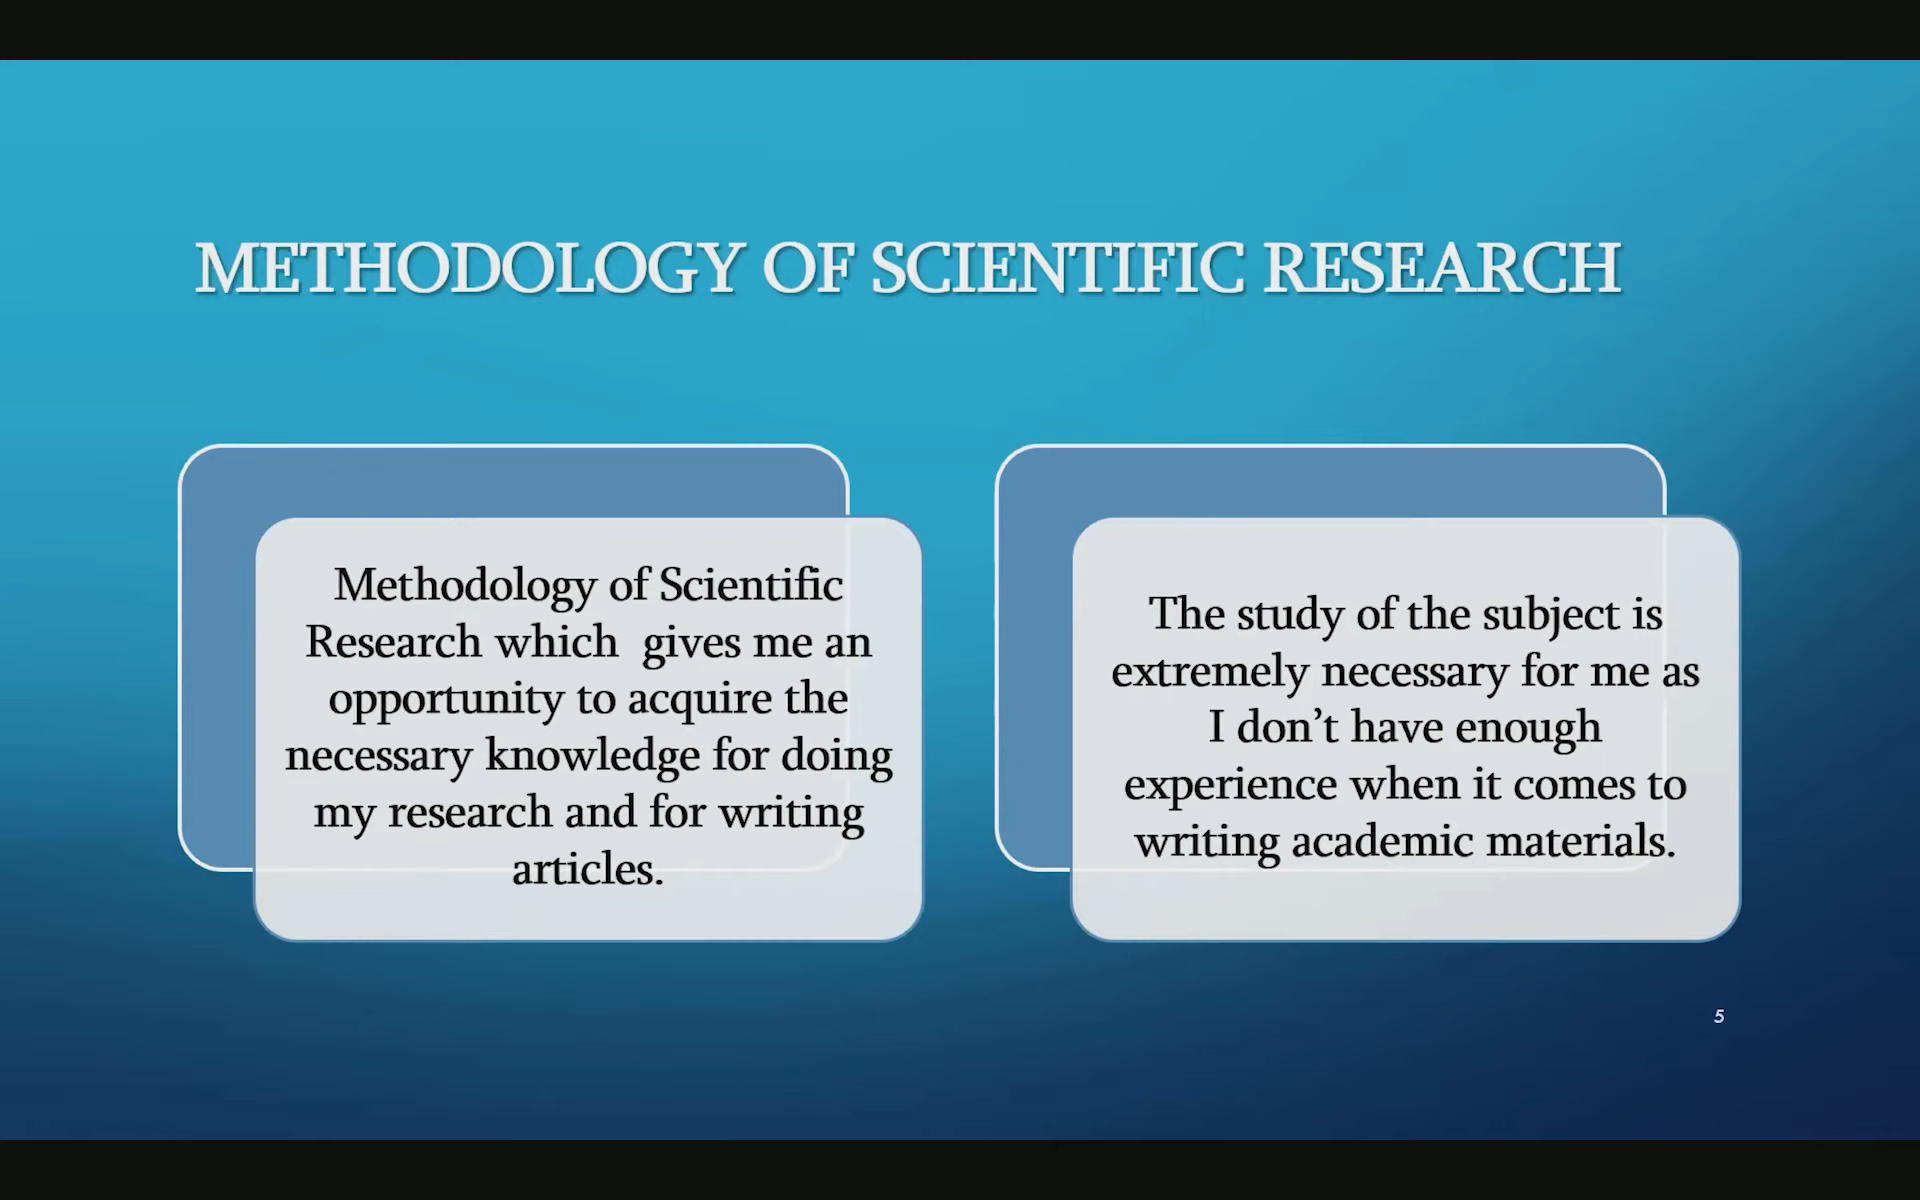 METHODOLOGY OF SCIENTIFIC RESEARCH
Methodology of Scientific
Research which  gives me an
opportunity to acquire the
necessary knowledge for doing
my research and for writing
articles.
The study of the subject is
extremely necessary for me as
I don’t have enough
experience when it comes to
writing academic materials.
5